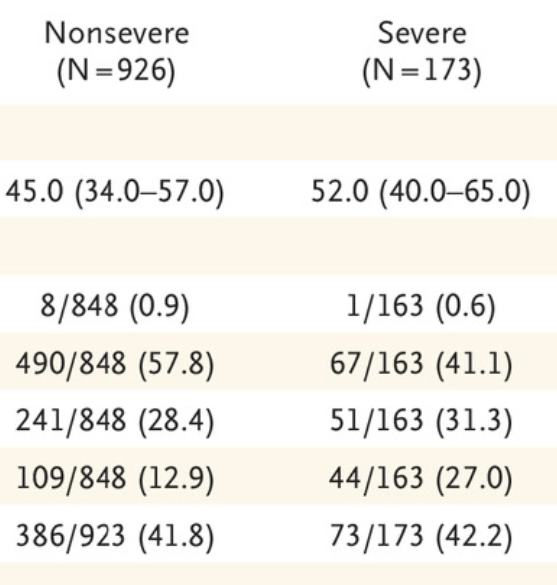 Nonsevere Severe
(N=926) (N=173)
45.0 (34.0–57.0) 52.0 (40.0–65.0)
8/848 (0.9) 1/163 (0.6)
490/848 (57.8) 67/163 (41.1)
241/848 (28.4) 51/163 (31.3)
109/848 (12.9) 44/163 (27.0)
386/923 (41.8) 73/173 (42.2)